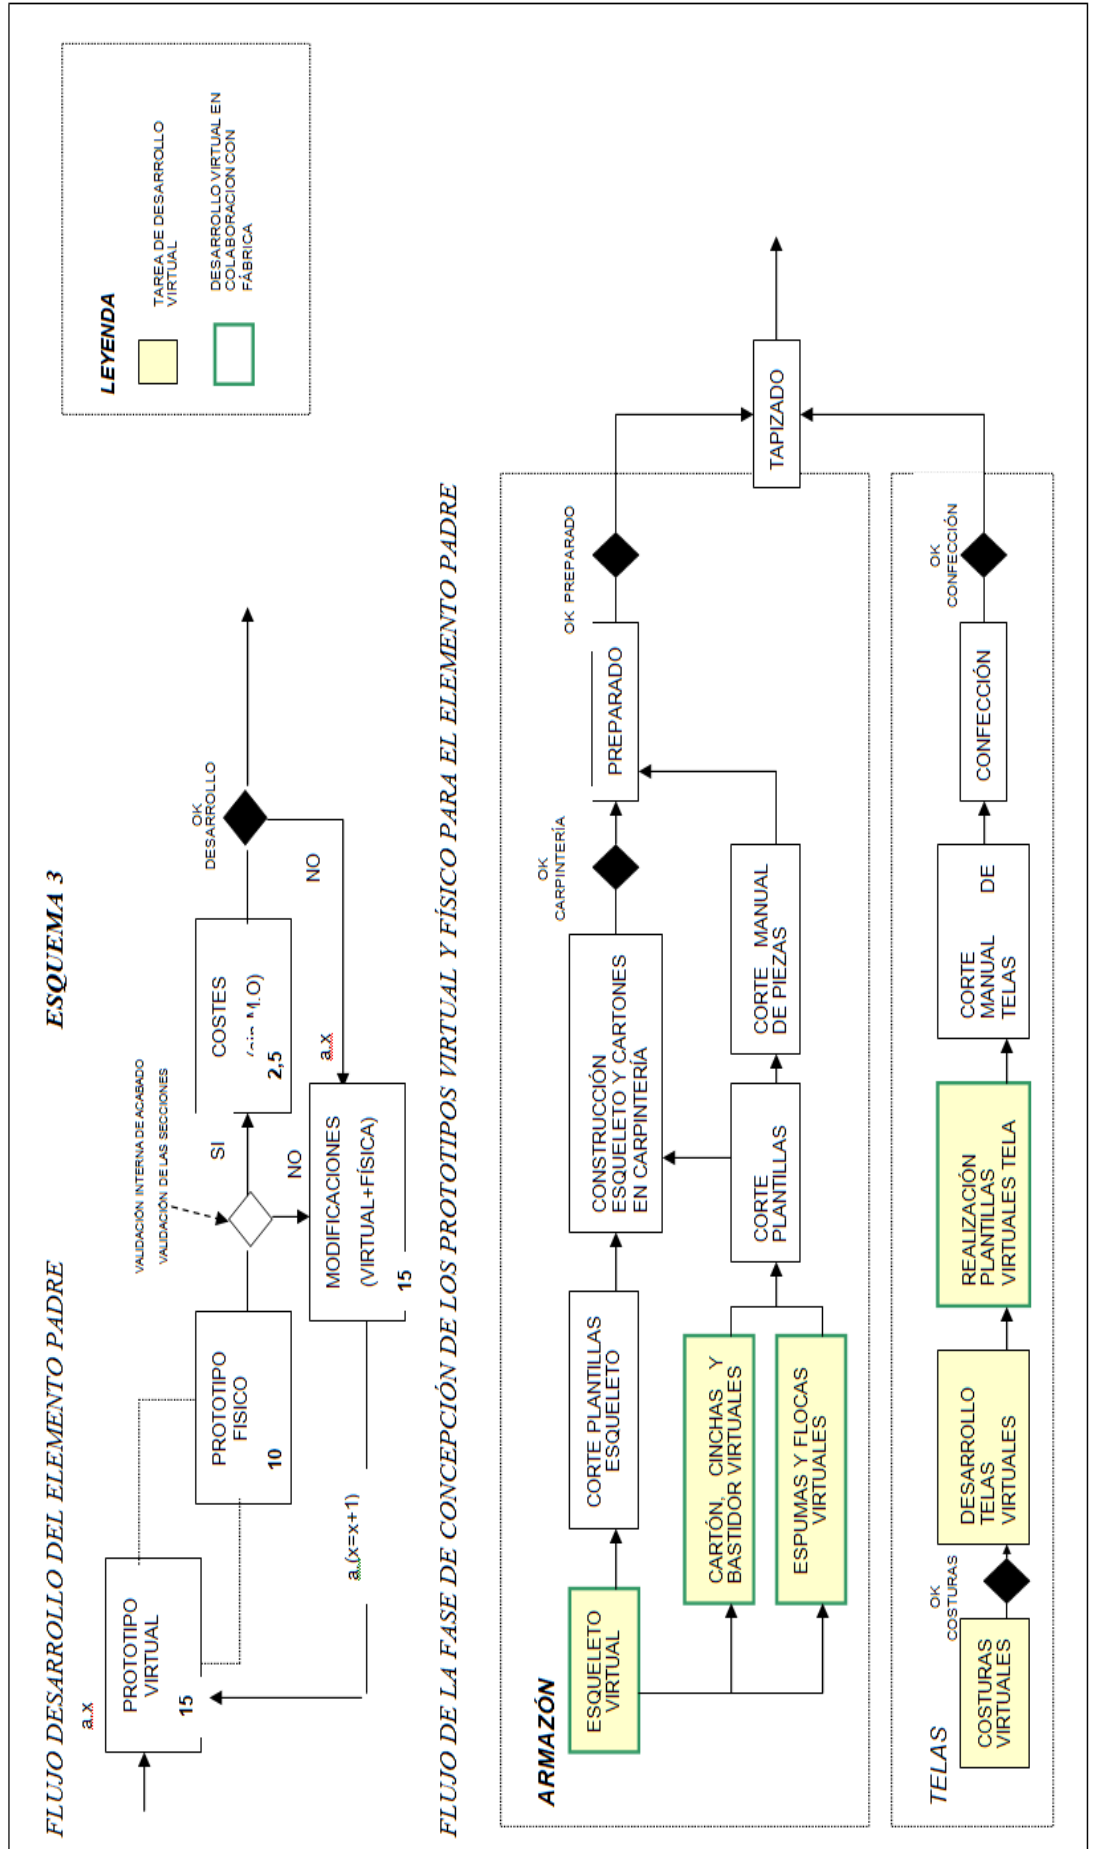 ESQUEMA 3
FLUJO DESARROLLO DEL ELEMENTO PADRE
a.x
PROTOTIPO
VIRTUAL
15
PROTOTIPO
FISICO
10
VALIDACIÓN INTERNA DE ACABADO
VALIDACIÓN DE LAS SECCIONES
SI
NO
COSTES
(sin M.O)
2,5
OK
DESARROLLO
NO
a.x
MODIFICACIONES
(VIRTUAL+FÍSICA)
15
a.(x=x+1)
LEYENDA
TAREA DE DESARROLLO
VIRTUAL
DESARROLLO VIRTUAL EN
COLABORACION CON
FÁBRICA
FLUJO DE LA FASE DE CONCEPCIÓN DE LOS PROTOTIPOS VIRTUAL Y FÍSICO PARA EL ELEMENTO PADRE
ARMAZÓN
ESQUELETO
VIRTUAL
CORTE PLANTILLAS
ESQUELETO
CONSTRUCCIÓN
ESQUELETO Y CARTONES
EN CARPINTERÍA
OK
CARPINTERÍA
PREPARADO
OK PREPARADO
CARTÓN, CINCHAS Y
BASTIDOR VIRTUALES
ESPUMAS Y FLOCAS
VIRTUALES
CORTE
PLANTILLAS
CORTE MANUAL
DE PIEZAS
TAPIZADO
TELAS
COSTURAS
VIRTUALES
OK
COSTURAS
DESARROLLO
TELAS
VIRTUALES
REALIZACIÓN
PLANTILLAS
VIRTUALES TELA
CORTE
MANUAL DE
TELAS
CONFECCIÓN
OK
CONFECCIÓN